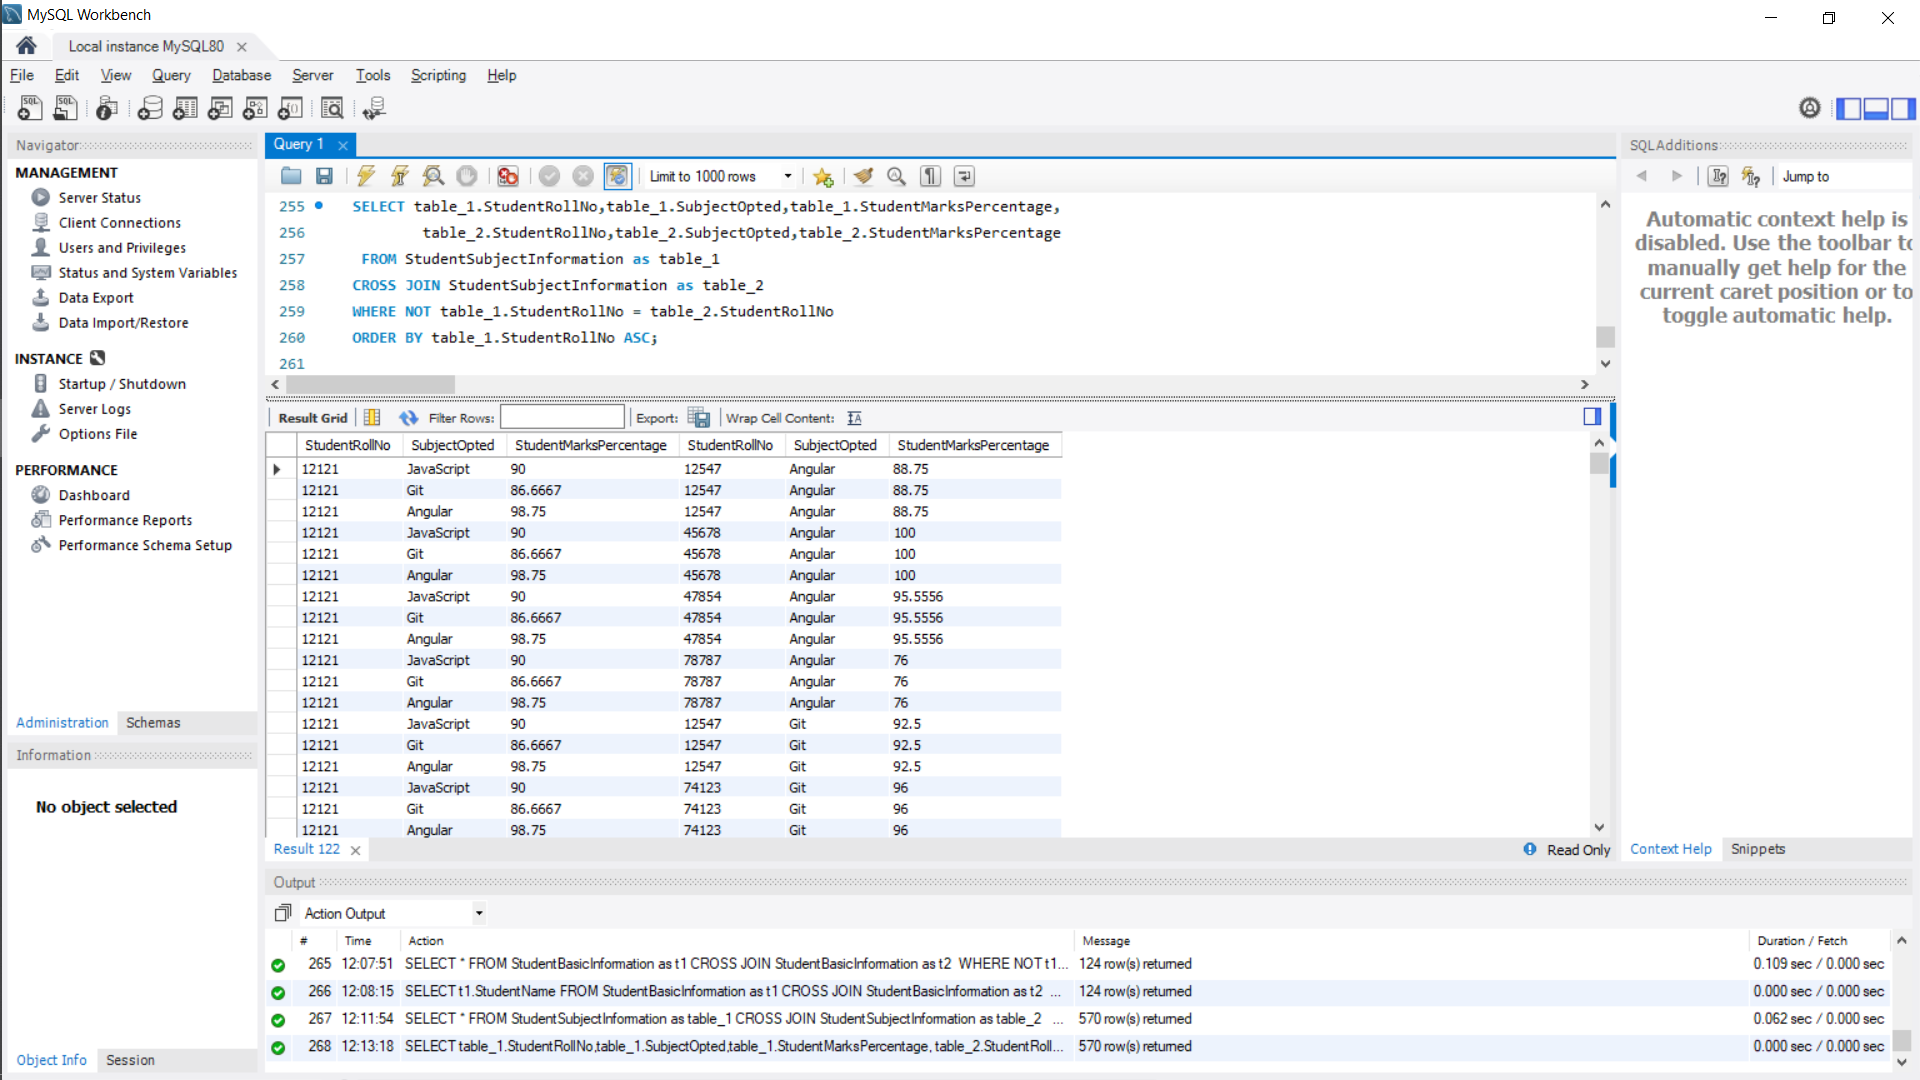 MySQL Workbench
Local instance MySQL80
File Edit View Query Database Server Tools Scripting Help
Navigator
MANAGEMENT
Server Status
Client Connections
Users and Privileges
Status and System Variables
Data Export
Data Import/Restore
INSTANCE
Startup / Shutdown
Server Logs
Options File
PERFORMANCE
Dashboard
Performance Reports
Performance Schema Setup
Administration Schemas
Information
No object selected
Object Info Session
Query 1
Limit to 1000 rows
255 SELECT table_1.StudentRollNo,table_1.SubjectOpted,table_1.StudentMarksPercentage,
256 table_2.StudentRollNo,table_2.SubjectOpted,table_2.StudentMarksPercentage
257 FROM StudentSubjectInformation as table_1
258 CROSS JOIN StudentSubjectInformation as table_2
259 WHERE NOT table_1.StudentRollNo = table_2.StudentRollNo
260 ORDER BY table_1.StudentRollNo ASC;
261
Result Grid Filter Rows: Export: Wrap Cell Content:
StudentRollNo SubjectOpted StudentMarksPercentage StudentRollNo SubjectOpted StudentMarksPercentage
12121 JavaScript 90 12547 Angular 88.75
12121 Git 86.6667 12547 Angular 88.75
12121 Angular 98.75 12547 Angular 88.75
12121 JavaScript 90 45678 Angular 100
12121 Git 86.6667 45678 Angular 100
12121 Angular 98.75 45678 Angular 100
12121 JavaScript 90 47854 Angular 95.5556
12121 Git 86.6667 47854 Angular 95.5556
12121 Angular 98.75 47854 Angular 95.5556
12121 JavaScript 90 78787 Angular 76
12121 Git 86.6667 78787 Angular 76
12121 Angular 98.75 78787 Angular 76
12121 JavaScript 90 12547 Git 92.5
12121 Git 86.6667 12547 Git 92.5
12121 Angular 98.75 12547 Git 92.5
12121 JavaScript 90 74123 Git 96
12121 Git 86.6667 74123 Git 96
12121 Angular 98.75 74123 Git 96
Result 122
Read Only
SQLAdditions
Jump to
Automatic context help is
disabled. Use the toolbar to
manually get help for the
current caret position or to
toggle automatic help.
Context Help Snippets
Output
Action Output
# Time Action Message Duration / Fetch
265 12:07:51 SELECT * FROM StudentBasicInformation as t1 CROSS JOIN StudentBasicInformation as t2 WHERE NOT t1... 124 row(s) returned 0.109 sec / 0.000 sec
266 12:08:15 SELECT t1.StudentName FROM StudentBasicInformation as t1 CROSS JOIN StudentBasicInformation as t2 ... 124 row(s) returned 0.000 sec / 0.000 sec
267 12:11:54 SELECT * FROM StudentSubjectInformation as table_1 CROSS JOIN StudentSubjectInformation as table_2 ... 570 row(s) returned 0.062 sec / 0.000 sec
268 12:13:18 SELECT table_1.StudentRollNo,table_1.SubjectOpted,table_1.StudentMarksPercentage, table_2.StudentRoll... 570 row(s) returned 0.000 sec / 0.000 sec